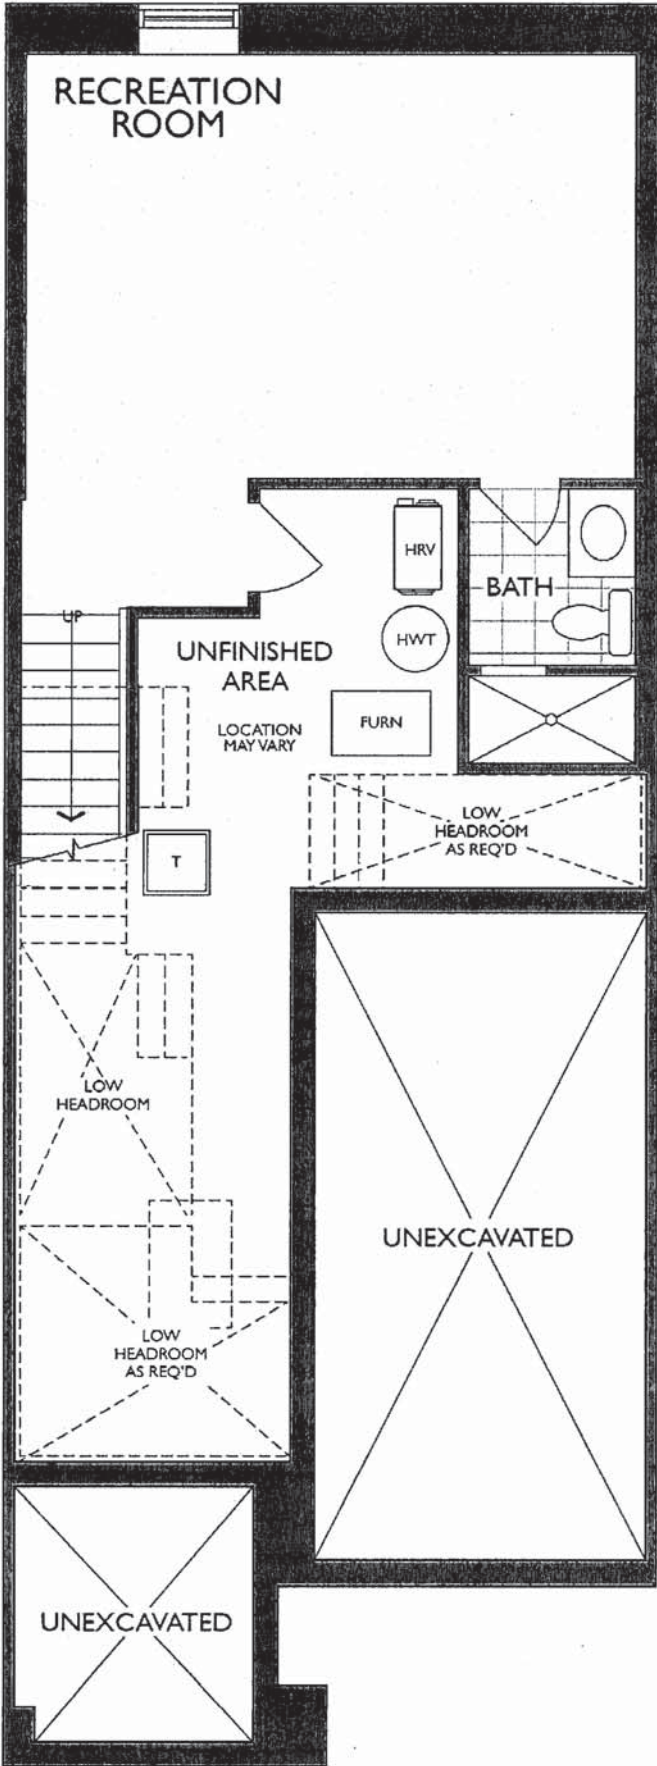 RECREATION
ROOM
HRV
BATH
UP
HWT
UNFINISHED
AREA
LOCATION
MAY VARY
FURN
LOW
HEADROOM
AS REQ'D
T
LOW
HEADROOM
UNEXCAVATED
LOW
HEADROOM
AS REQ'D
UNEXCAVATED